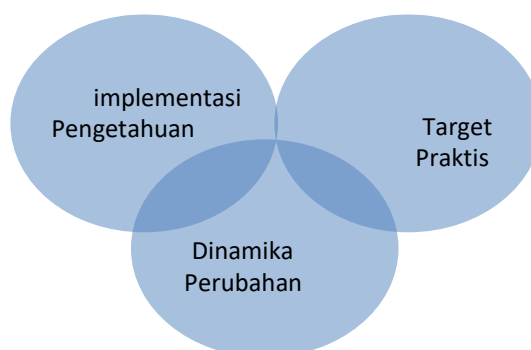 implementasi
Pengetahuan
Target
Praktis
Dinamika
Perubahan